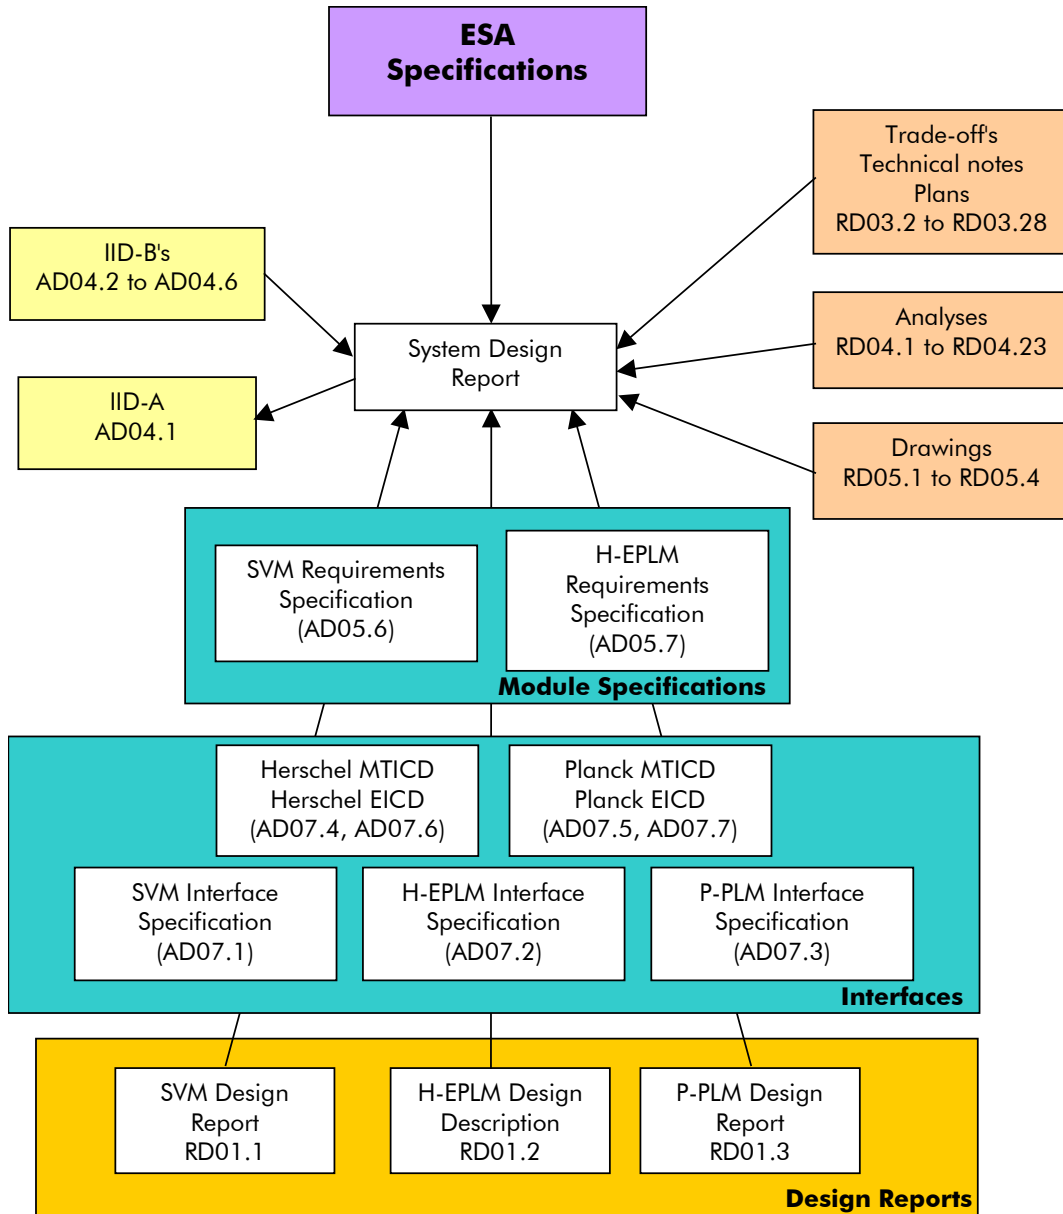 ESA
Specifications
Trade-off's
Technical notes
Plans
RD03.2 to RD03.28
IID-B's
AD04.2 to AD04.6
Analyses
RD04.1 to RD04.23
System Design
Report
IID-A
AD04.1
Drawings
RD05.1 to RD05.4
SVM Requirements
Specification
(AD05.6)
H-EPLM
Requirements
Specification
(AD05.7)
Module Specifications
Herschel MTICD
Herschel EICD
(AD07.4, AD07.6)
Planck MTICD
Planck EICD
(AD07.5, AD07.7)
SVM Interface
Specification
(AD07.1)
H-EPLM Interface
Specification
(AD07.2)
P-PLM Interface
Specification
(AD07.3)
Interfaces
SVM Design
Report
RD01.1
H-EPLM Design
Description
RD01.2
P-PLM Design
Report
RD01.3
Design Reports